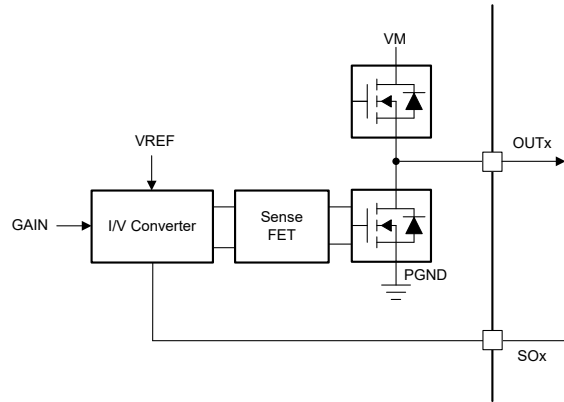 VM
OUTx
VREF
GAIN
I/V Converter
Sense
FET
PGND
SOx